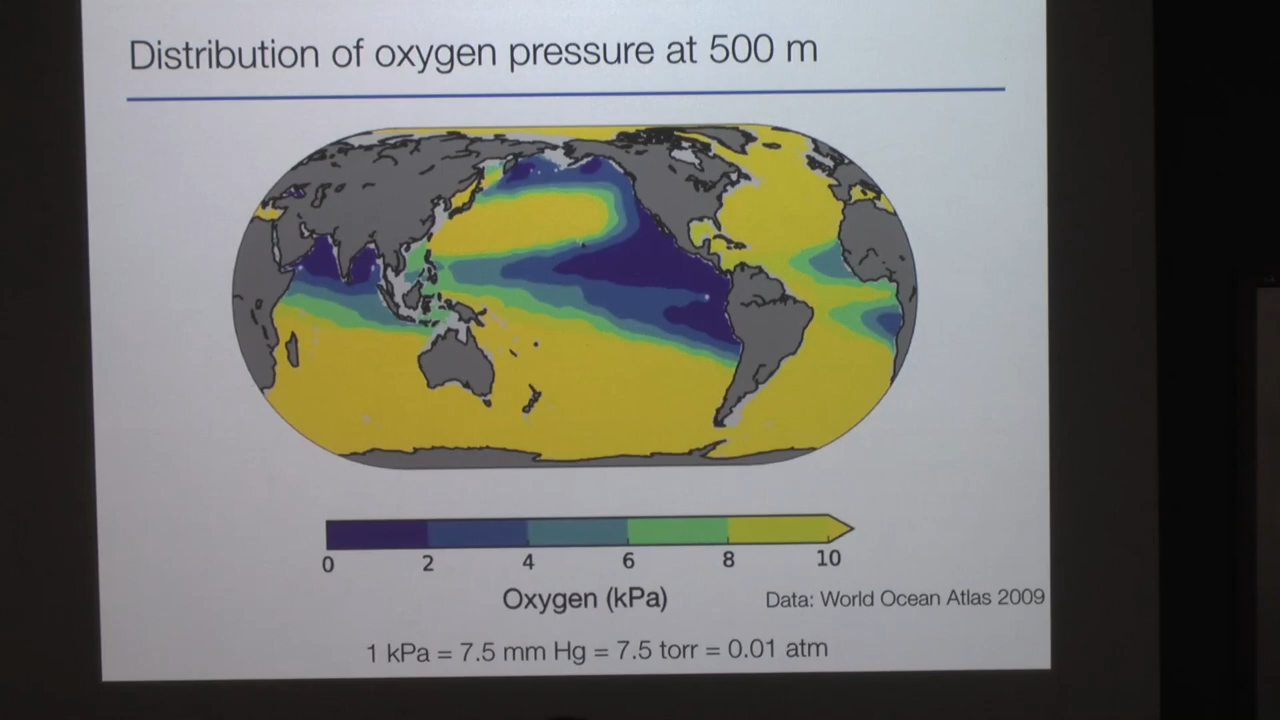 Distribution of oxygen pressure at 500 m
0 2 4 6 8 10
Oxygen (kPa)
Data: World Ocean Atlas 2009
1 kPa = 7.5 mm Hg = 7.5 torr = 0.01 atm